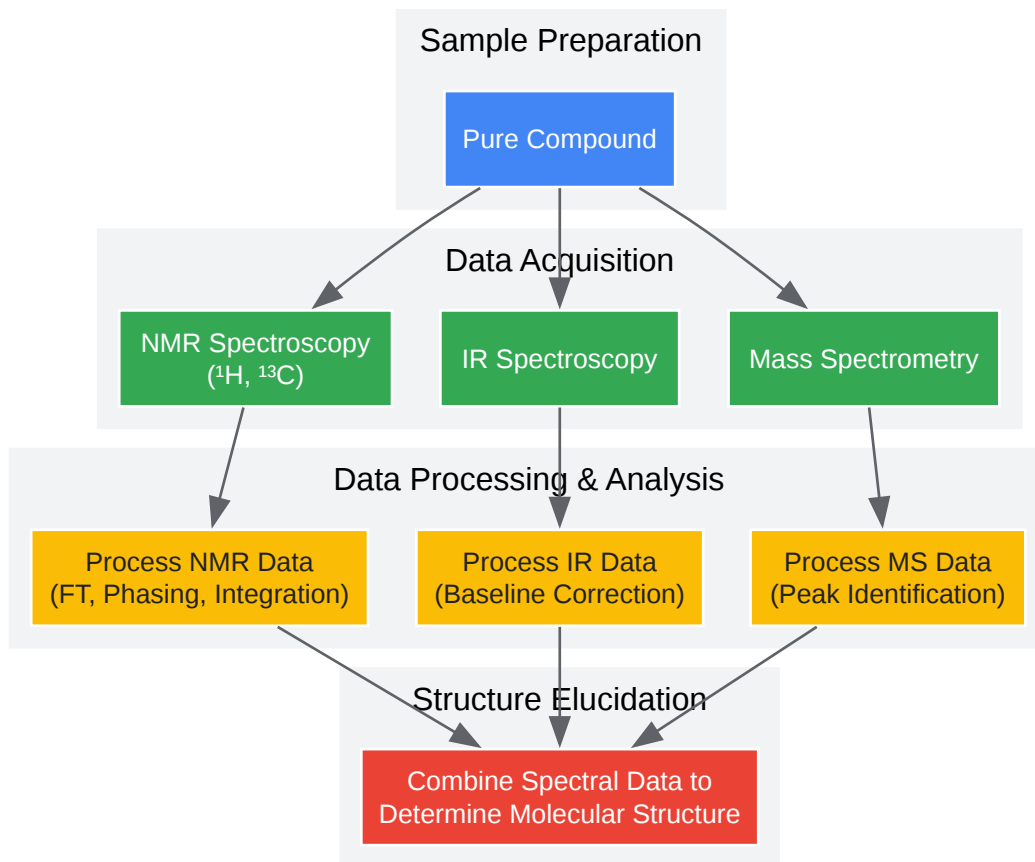 Sample Preparation
Pure Compound
Data Acquisition
NMR Spectroscopy
(¹H, ¹³C)
IR Spectroscopy
Mass Spectrometry
Data Processing & Analysis
Process NMR Data
(FT, Phasing, Integration)
Process IR Data
(Baseline Correction)
Process MS Data
(Peak Identification)
Structure Elucidation
Combine Spectral Data to
Determine Molecular Structure